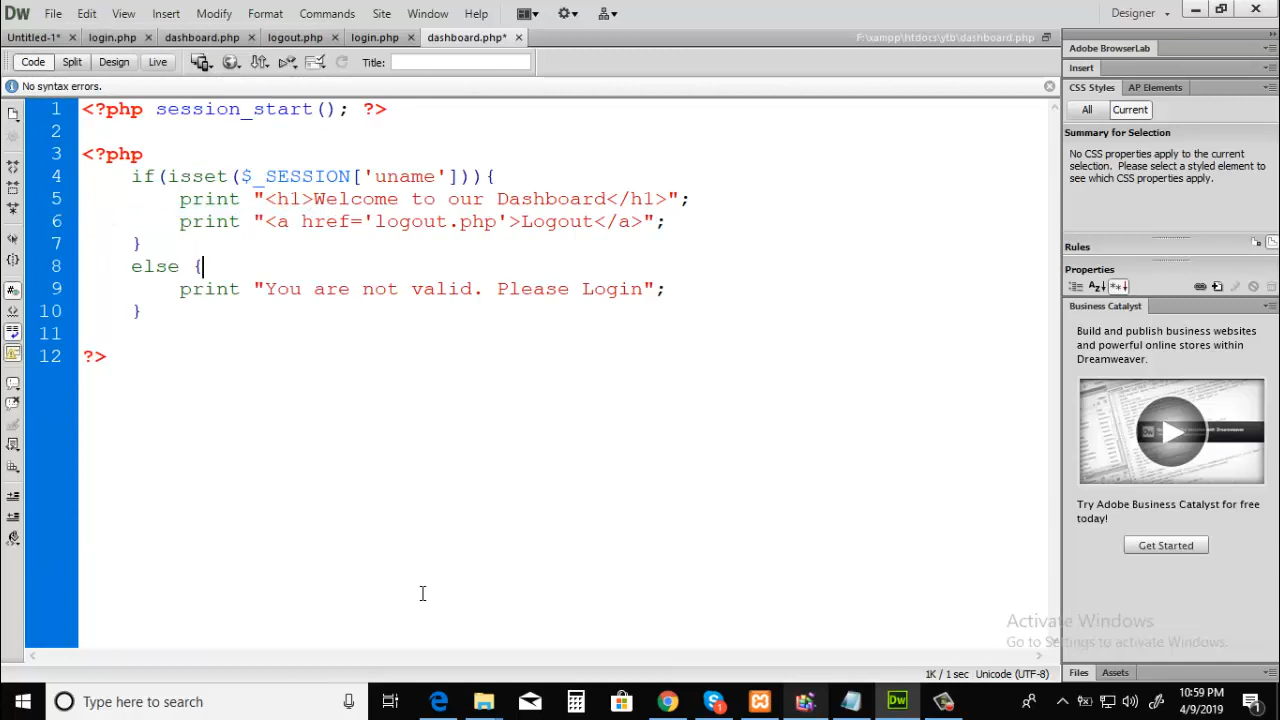 Dw File Edit View Insert Modify Format Commands Site Window Help Designer
Untitled-1* login.php dashboard.php logout.php login.php dashboard.php* F:\xampp\htdocs\ytb\dashboard.php
Code Split Design Live Title:
No syntax errors.
1 <?php session_start(); ?>
2
3 <?php
4 if(isset($_SESSION['uname'])){
5 print "<h1>Welcome to our Dashboard</h1>";
6 print "<a href='logout.php'>Logout</a>";
7 }
8 else {
9 print "You are not valid. Please Login";
10 }
11
12 ?>
Adobe BrowserLab
Insert
CSS Styles AP Elements
All Current
Summary for Selection
No CSS properties apply to the current
selection. Please select a styled element to
see which CSS properties apply.
Rules
Properties
Business Catalyst
Build and publish business websites
and powerful online stores within
Dreamweaver.
Try Adobe Business Catalyst for free
today!
Get Started
Activate Windows
Go to Settings to activate Windows.
1K / 1 sec Unicode (UTF-8)
Files Assets
Type here to search
10:59 PM
4/9/2019